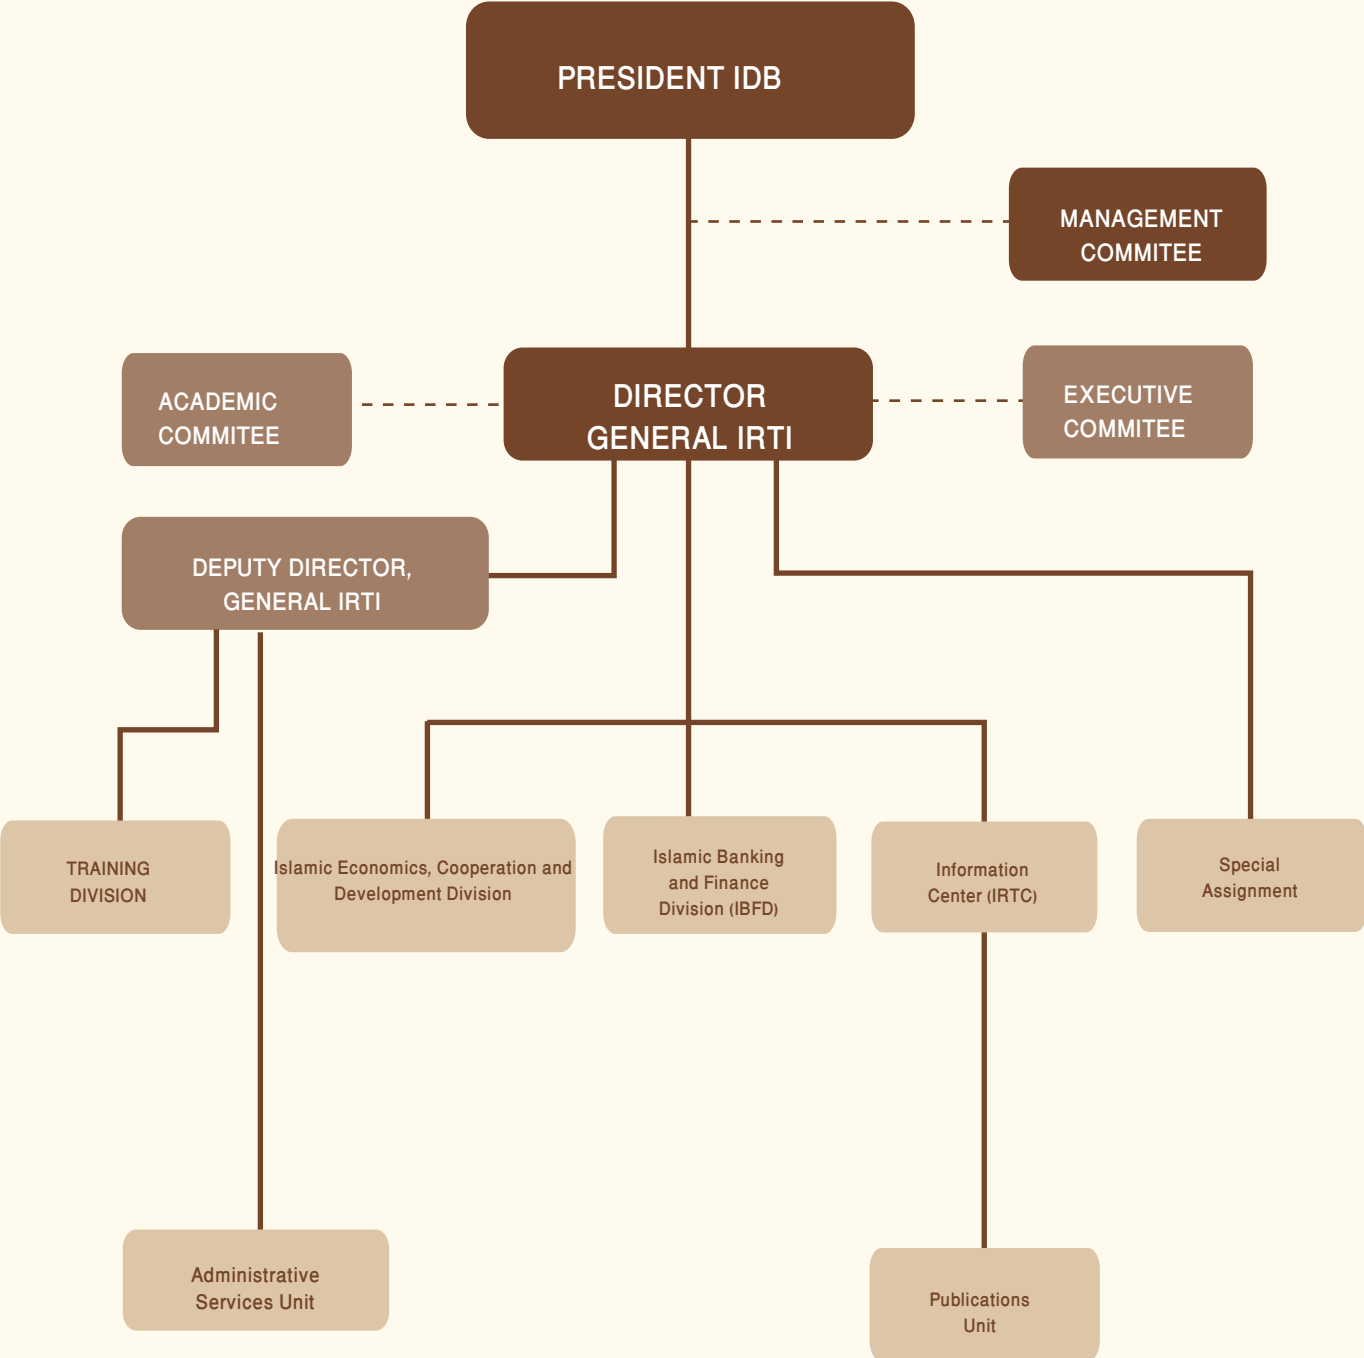 PRESIDENT IDB
MANAGEMENT
COMMITEE
ACADEMIC
COMMITEE
DIRECTOR
GENERAL IRTI
EXECUTIVE
COMMITEE
DEPUTY DIRECTOR,
GENERAL IRTI
TRAINING
DIVISION
Islamic Economics, Cooperation and
Development Division
Islamic Banking
and Finance
Division (IBFD)
Information
Center (IRTC)
Special
Assignment
Administrative
Services Unit
Publications
Unit